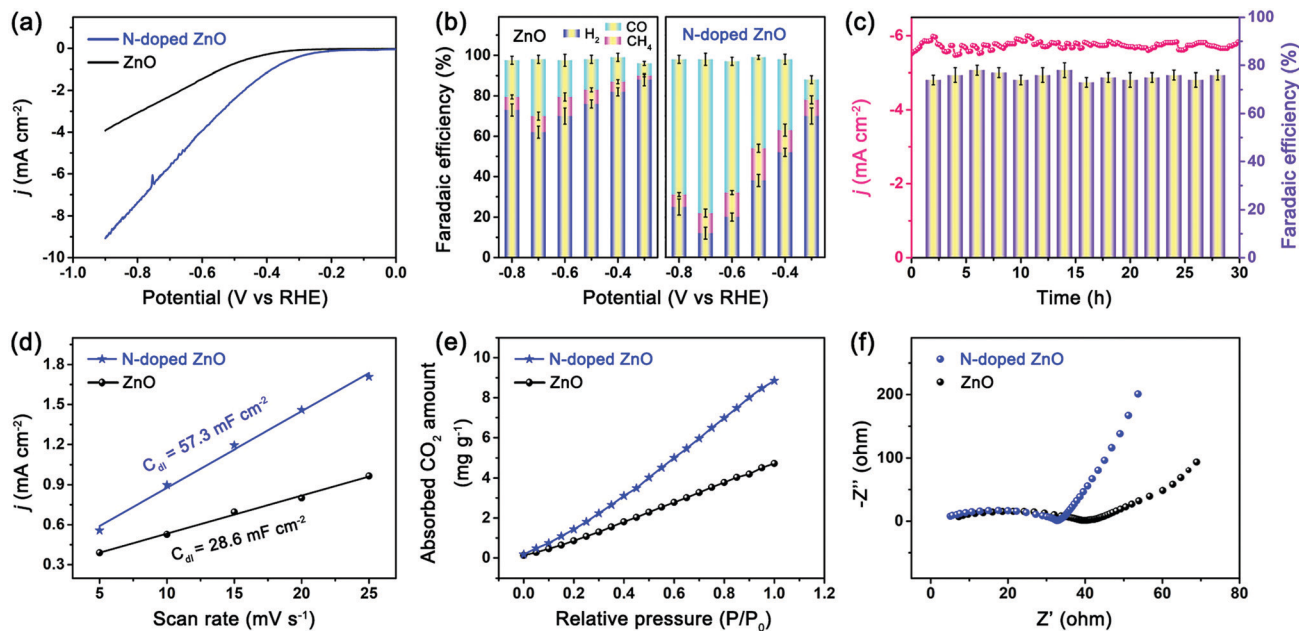 (a)
N-doped ZnO
ZnO
0
-2
-4
-6
-8
-10
j (mA cm⁻²)
-1.0 -0.8 -0.6 -0.4 -0.2 0.0
Potential (V vs RHE)
(b)
ZnO
H₂
CO
CH₄
N-doped ZnO
100
80
60
40
20
0
Faradaic efficiency (%)
-0.8 -0.6 -0.4 -0.8 -0.6 -0.4
Potential (V vs RHE)
(c)
-6
-4
-2
0
j (mA cm⁻²)
100
80
60
40
20
0
Faradaic efficiency (%)
0 5 10 15 20 25 30
Time (h)
(d)
N-doped ZnO
ZnO
1.8
1.5
1.2
0.9
0.6
0.3
j (mA cm⁻²)
C_dl = 57.3 mF cm⁻²
C_dl = 28.6 mF cm⁻²
5 10 15 20 25
Scan rate (mV s⁻¹)
(e)
N-doped ZnO
ZnO
10
8
6
4
2
0
Absorbed CO₂ amount
(mg g⁻¹)
0.0 0.2 0.4 0.6 0.8 1.0 1.2
Relative pressure (P/P₀)
(f)
N-doped ZnO
ZnO
200
100
0
-Z'' (ohm)
0 20 40 60 80
Z' (ohm)